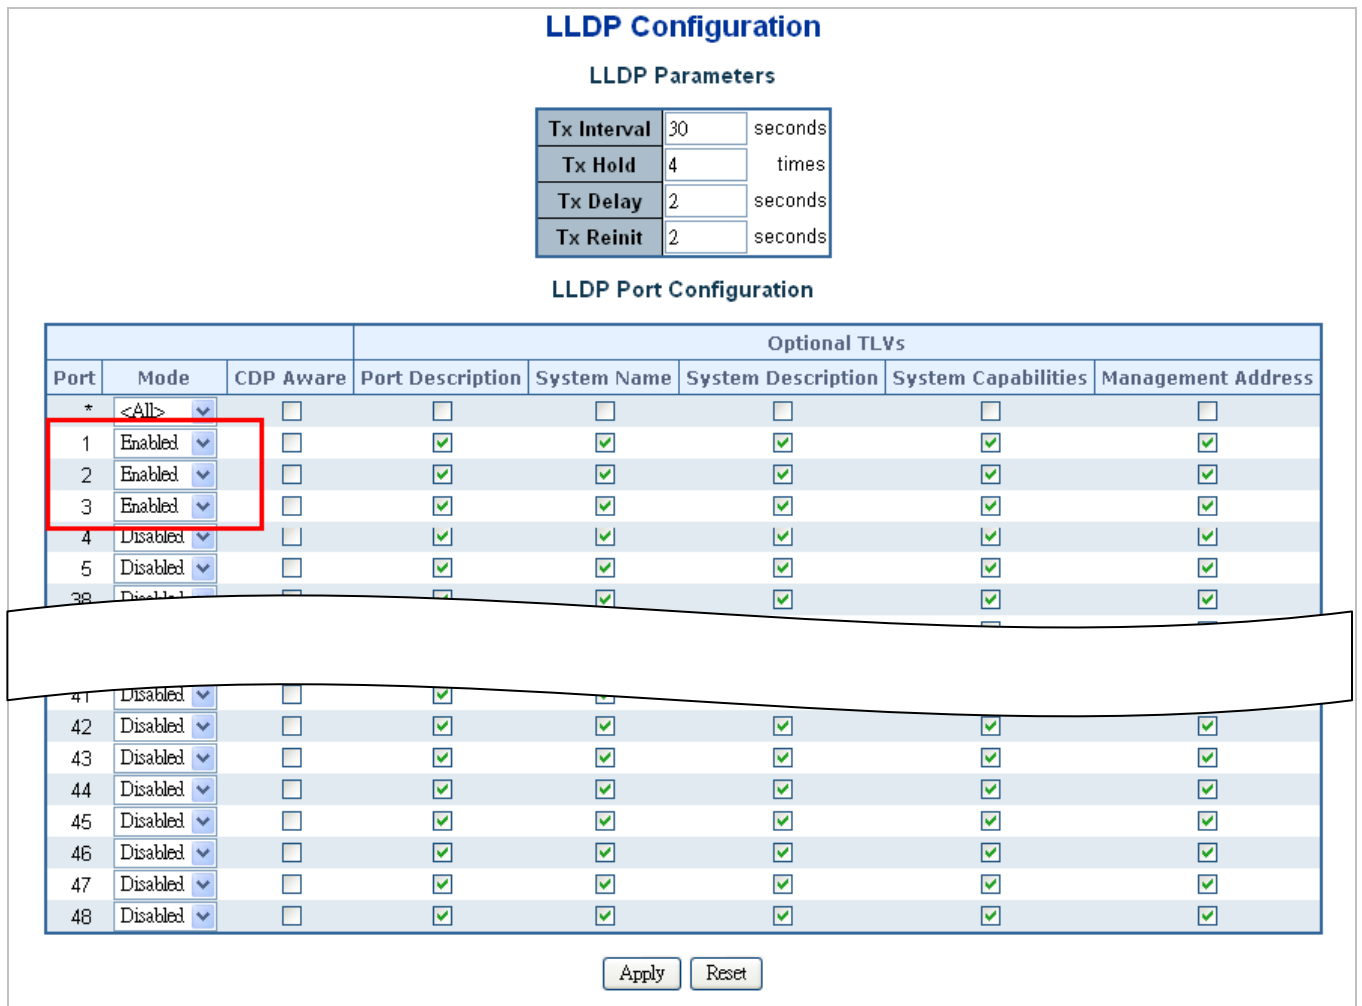 LLDP Configuration
LLDP Parameters
Tx Interval 30 seconds
Tx Hold 4 times
Tx Delay 2 seconds
Tx Reinit 2 seconds
LLDP Port Configuration
Optional TLVs
Port Mode CDP Aware Port Description System Name System Description System Capabilities Management Address
* <All>
1 Enabled
2 Enabled
3 Enabled
4 Disabled
5 Disabled
38 Disabled
41 Disabled
42 Disabled
43 Disabled
44 Disabled
45 Disabled
46 Disabled
47 Disabled
48 Disabled
Apply Reset